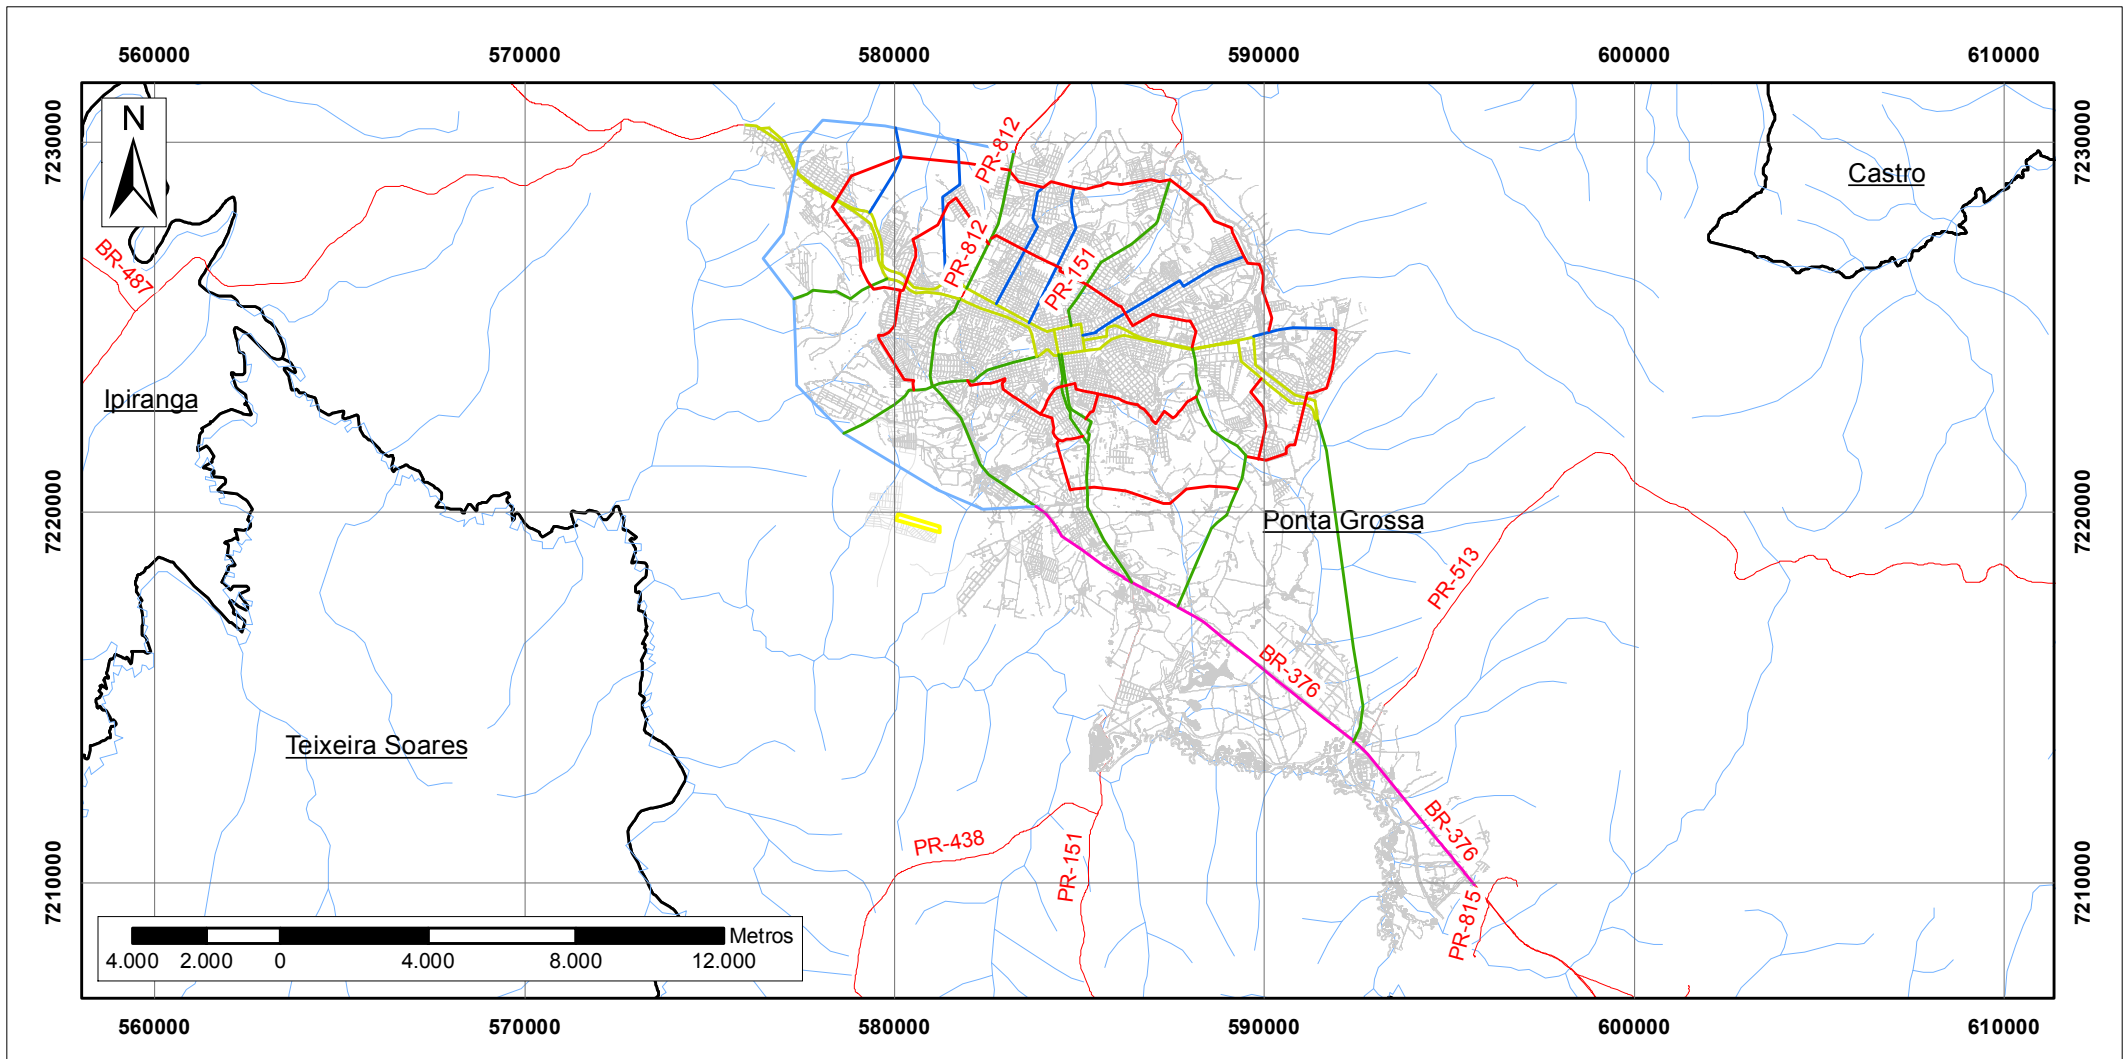 560000 570000 580000 590000 600000 610000
7230000
7230000
N
PR-812
Castro
BR-487
PR-812
PR-151
Ipiranga
7220000
Ponta Grossa
7220000
PR-513
BR-376
Teixeira Soares
BR-376
PR-438
PR-151
7210000
7210000
PR-815
Metros
4.000 2.000 0 4.000 8.000 12.000
560000 570000 580000 590000 600000 610000